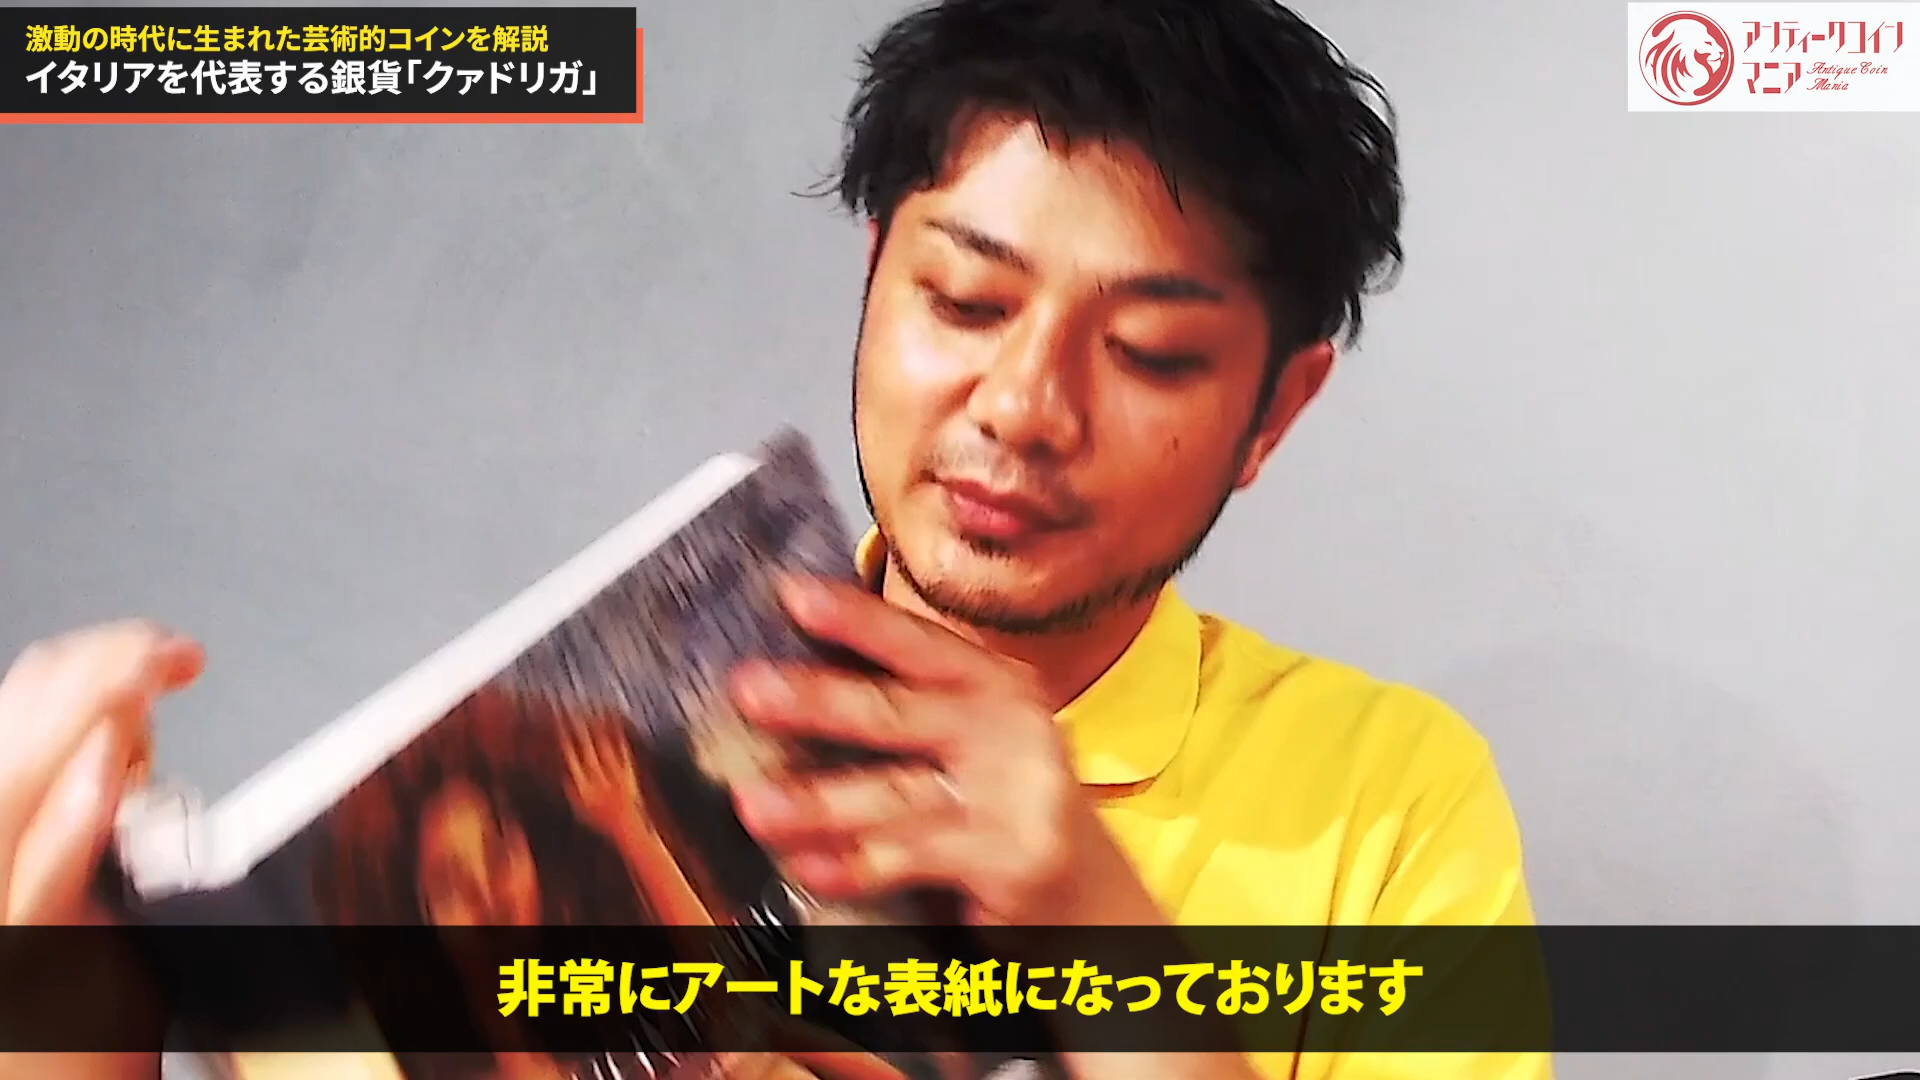 激動の時代に生まれた芸術的コインを解説
イタリアを代表する銀貨「クァドリガ」
アンティークコイン
マニア
Antique Coin
Mania
非常にアートな表紙になっております